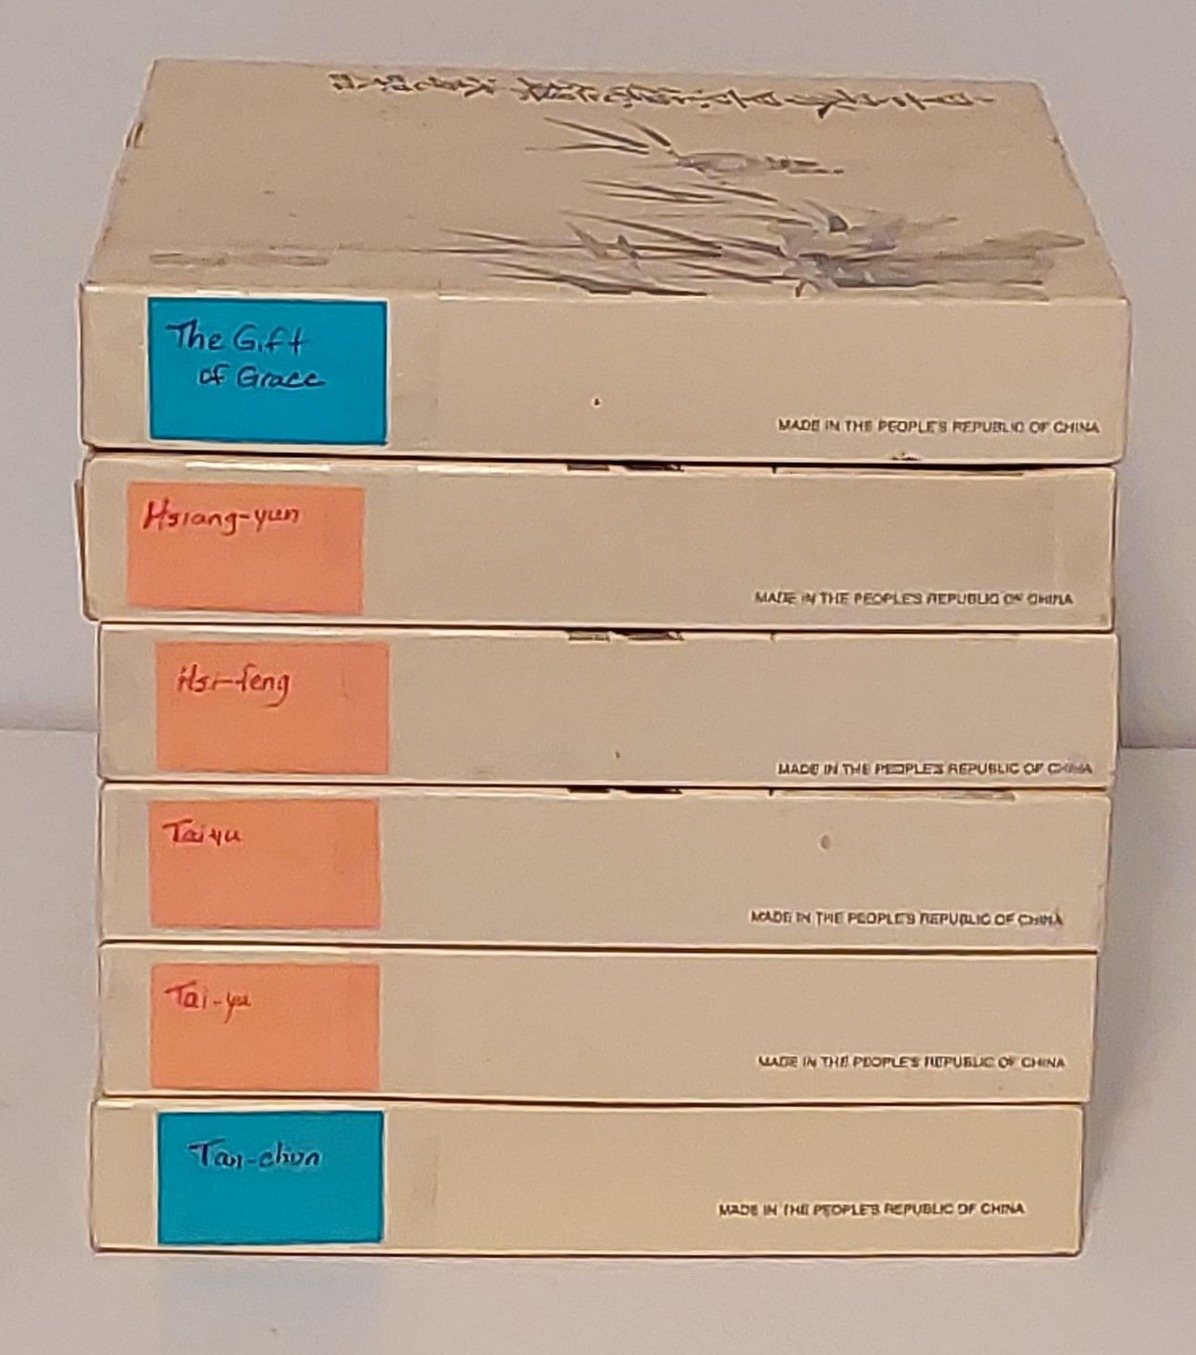 The Gift
of Grace
MADE IN THE PEOPLE'S REPUBLIC OF CHINA
Hsiang-yun
MADE IN THE PEOPLE'S REPUBLIC OF CHINA
Hsi-feng
MADE IN THE PEOPLE'S REPUBLIC OF CHINA
Taiyu
MADE IN THE PEOPLE'S REPUBLIC OF CHINA
Tai-yu
MADE IN THE PEOPLE'S REPUBLIC OF CHINA
Tan-chun
MADE IN THE PEOPLE'S REPUBLIC OF CHINA